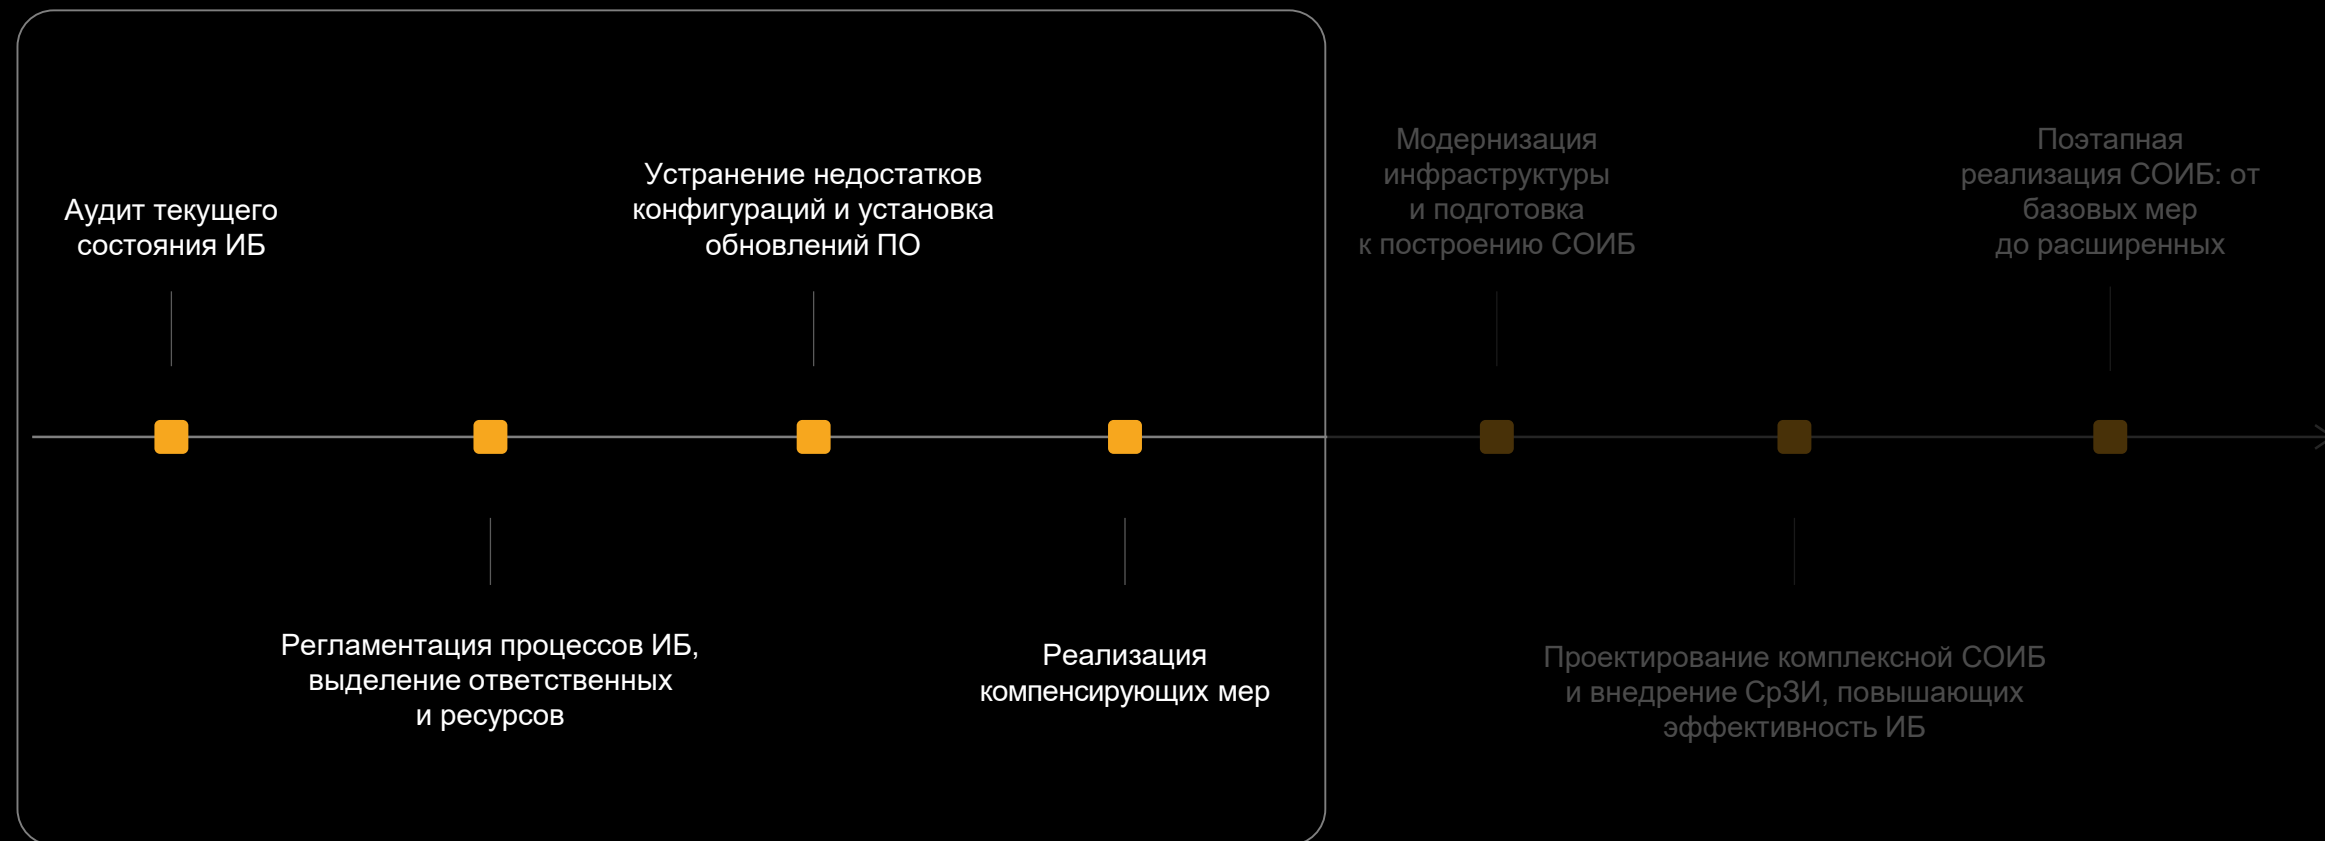 Аудит текущего
состояния ИБ
Регламентация процессов ИБ,
выделение ответственных
и ресурсов
Устранение недостатков
конфигураций и установка
обновлений ПО
Реализация
компенсирующих мер
Модернизация
инфраструктуры
и подготовка
к построению СОИБ
Проектирование комплексной СОИБ
и внедрение СрЗИ, повышающих
эффективность ИБ
Поэтапная
реализация СОИБ: от
базовых мер
до расширенных